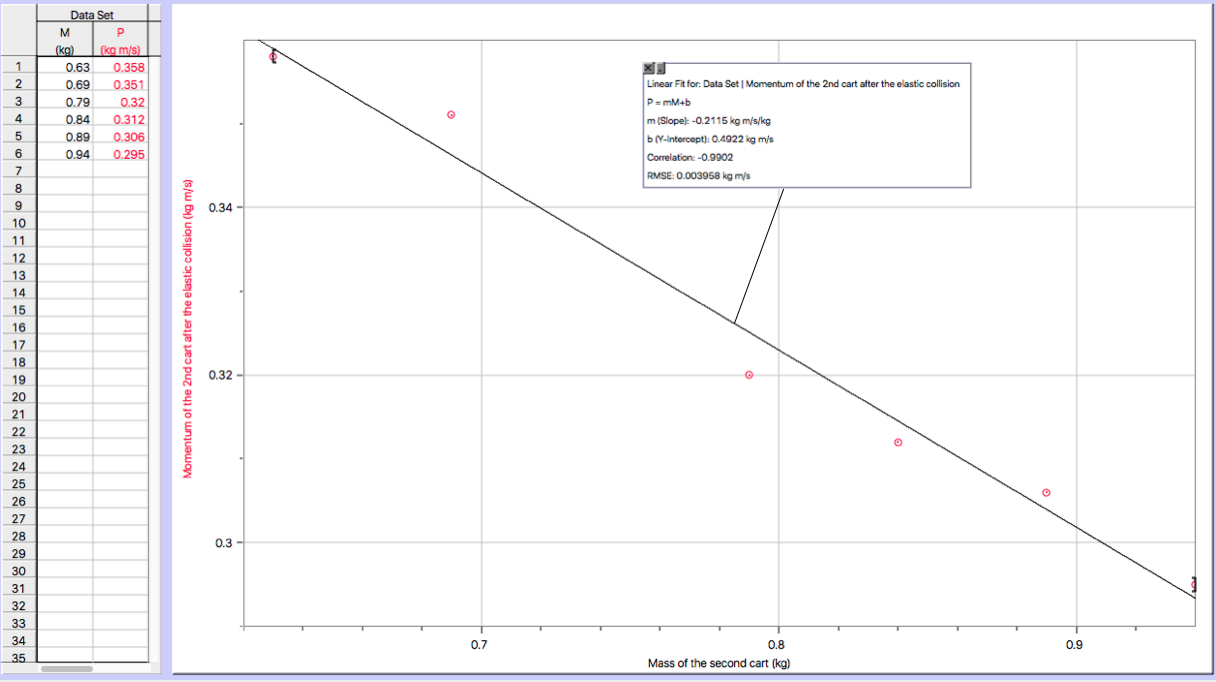 Data Set
M P
(kg) (kg m/s)
1 0.63 0.358
2 0.69 0.351
3 0.79 0.32
4 0.84 0.312
5 0.89 0.306
6 0.94 0.295
7
8
9
10
11
12
13
14
15
16
17
18
19
20
21
22
23
24
25
26
27
28
29
30
31
32
33
34
35
Momentum of the 2nd cart after the elastic collision (kg m/s)
0.34
0.32
0.3
Linear Fit for: Data Set | Momentum of the 2nd cart after the elastic collision
P = mM+b
m (Slope): -0.2115 kg m/s/kg
b (Y-Intercept): 0.4922 kg m/s
Correlation: -0.9902
RMSE: 0.003958 kg m/s
0.7 0.8 0.9
Mass of the second cart (kg)